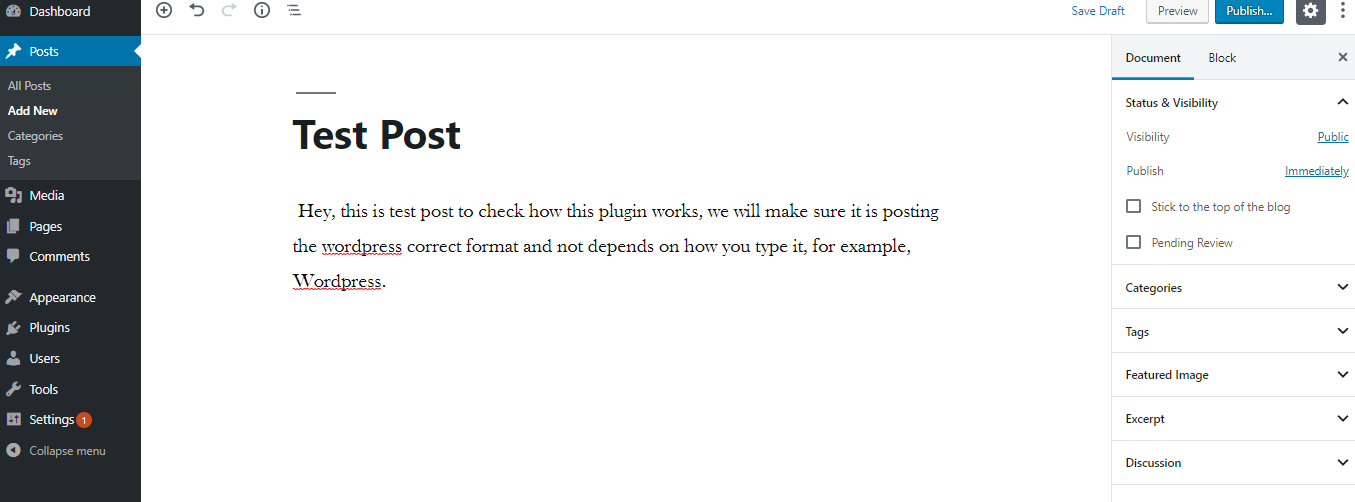 Dashboard
Posts
All Posts
Add New
Categories
Tags
Media
Pages
Comments
Appearance
Plugins
Users
Tools
Settings 1
Collapse menu
Save Draft Preview Publish...
Test Post
Hey, this is test post to check how this plugin works, we will make sure it is posting
the wordpress correct format and not depends on how you type it, for example,
Wordpress.
Document Block
Status & Visibility
Visibility Public
Publish Immediately
Stick to the top of the blog
Pending Review
Categories
Tags
Featured Image
Excerpt
Discussion